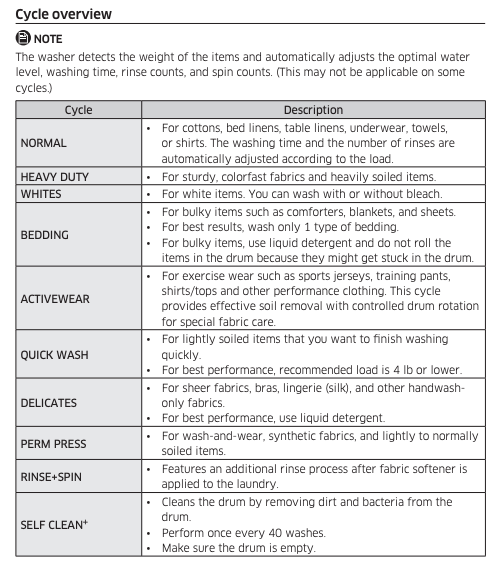 Cycle overview
NOTE
The washer detects the weight of the items and automatically adjusts the optimal water
level, washing time, rinse counts, and spin counts. (This may not be applicable on some
cycles.)
Cycle Description
NORMAL
• For cottons, bed linens, table linens, underwear, towels,
or shirts. The washing time and the number of rinses are
automatically adjusted according to the load.
HEAVY DUTY • For sturdy, colorfast fabrics and heavily soiled items.
WHITES • For white items. You can wash with or without bleach.
BEDDING
• For bulky items such as comforters, blankets, and sheets.
• For best results, wash only 1 type of bedding.
• For bulky items, use liquid detergent and do not roll the
items in the drum because they might get stuck in the drum.
ACTIVEWEAR
• For exercise wear such as sports jerseys, training pants,
shirts/tops and other performance clothing. This cycle
provides effective soil removal with controlled drum rotation
for special fabric care.
QUICK WASH
• For lightly soiled items that you want to finish washing
quickly.
• For best performance, recommended load is 4 lb or lower.
DELICATES
• For sheer fabrics, bras, lingerie (silk), and other handwash-
only fabrics.
• For best performance, use liquid detergent.
PERM PRESS
• For wash-and-wear, synthetic fabrics, and lightly to normally
soiled items.
RINSE+SPIN
• Features an additional rinse process after fabric softener is
applied to the laundry.
SELF CLEAN⁺
• Cleans the drum by removing dirt and bacteria from the
drum.
• Perform once every 40 washes.
• Make sure the drum is empty.